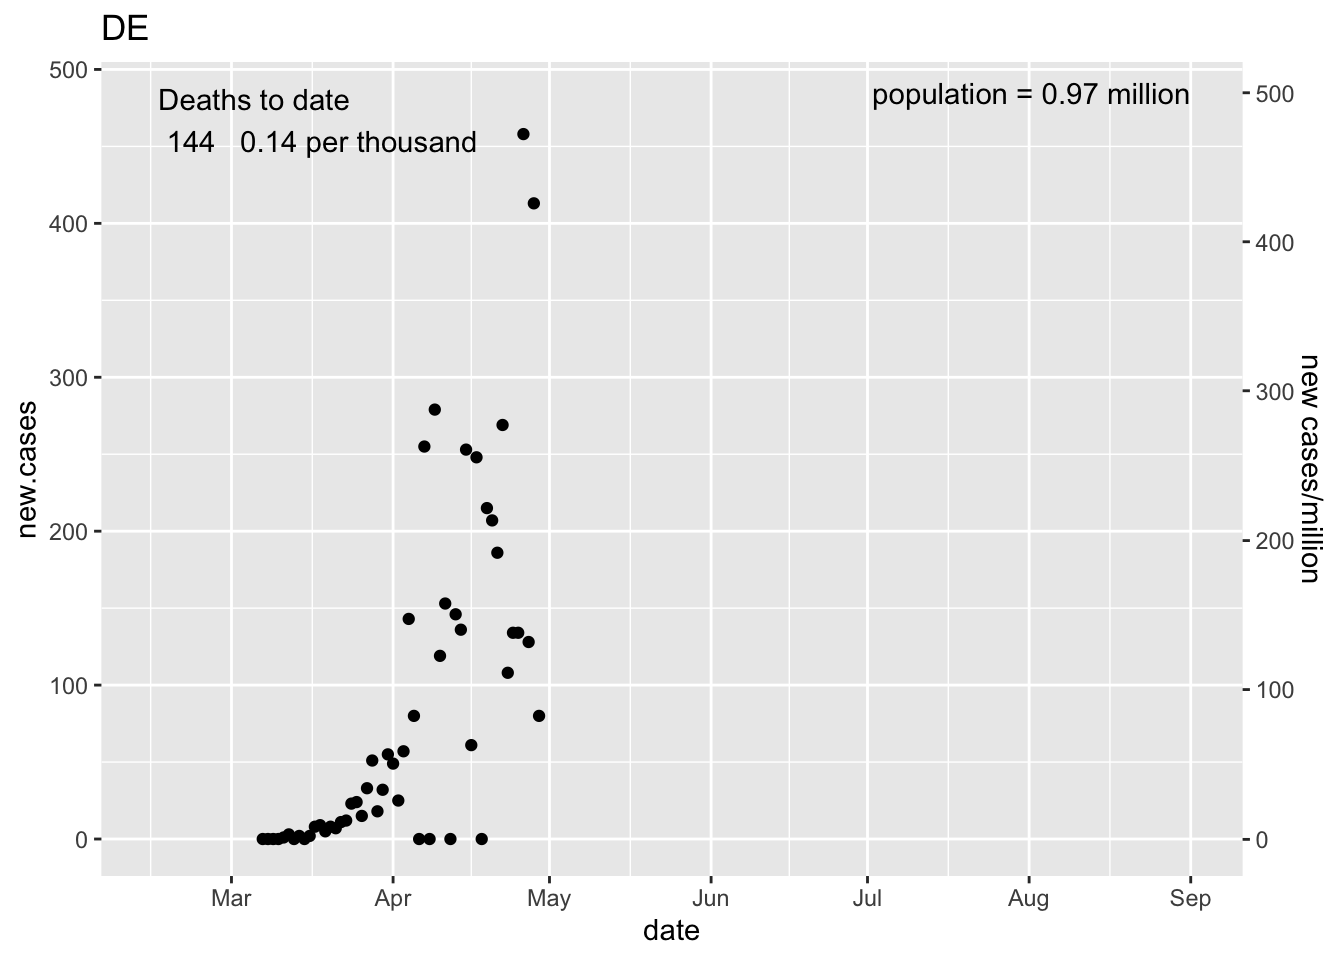 DE
Deaths to date
144 0.14 per thousand
population = 0.97 million
500
400
300
200
100
0
new.cases
500
400
300
200
100
0
new cases/million
Mar Apr May Jun Jul Aug Sep
date